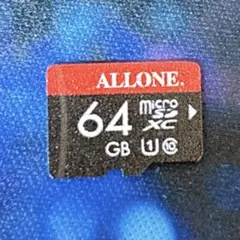 ALLONE.
64 micro SD XC
GB U1 10